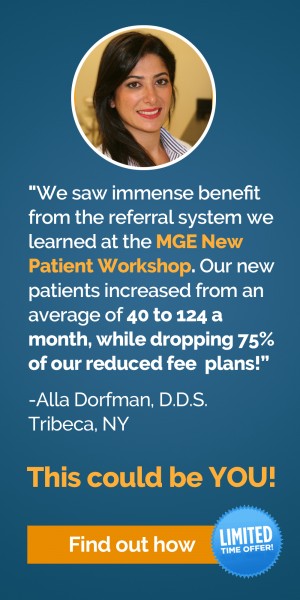 "'We saw immense benefit
from the referral system we
learned at the MGE New
Patient Workshop. Our new
patients increased from an
average of 40 to 124 a
month, while dropping 75%
of our reduced fee  plans!”
-Alla Dorfman, D.D.S.
Tribeca, NY
This could be YOU!
Find out how
LIMITED
TIME OFFER!